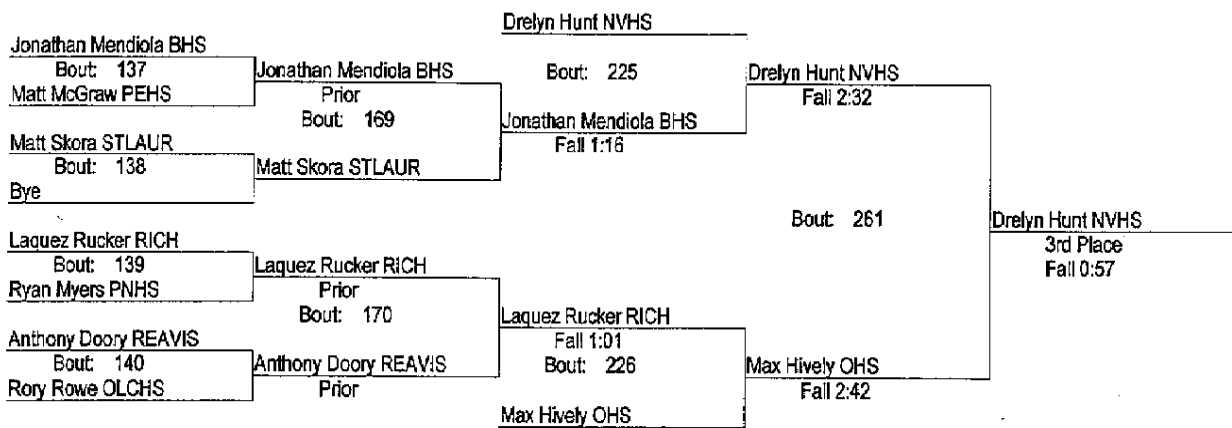 Drelyn Hunt NVHS
Jonathan Mendiola BHS
Bout: 137
Matt McGraw PEHS
Jonathan Mendiola BHS
Prior
Bout: 169
Matt Skora STLAUR
Bout: 138
Bye
Matt Skora STLAUR
Bout: 225
Jonathan Mendiola BHS
Fall 1:16
Drelyn Hunt NVHS
Fall 2:32
Laquez Rucker RICH
Bout: 139
Ryan Myers PNHS
Laquez Rucker RICH
Prior
Bout: 170
Anthony Doory REAVIS
Bout: 140
Rory Rowe OLCHS
Anthony Doory REAVIS
Prior
Laquez Rucker RICH
Fall 1:01
Bout: 226
Max Hively OHS
Max Hively OHS
Fall 2:42
Bout: 261
Drelyn Hunt NVHS
3rd Place
Fall 0:57